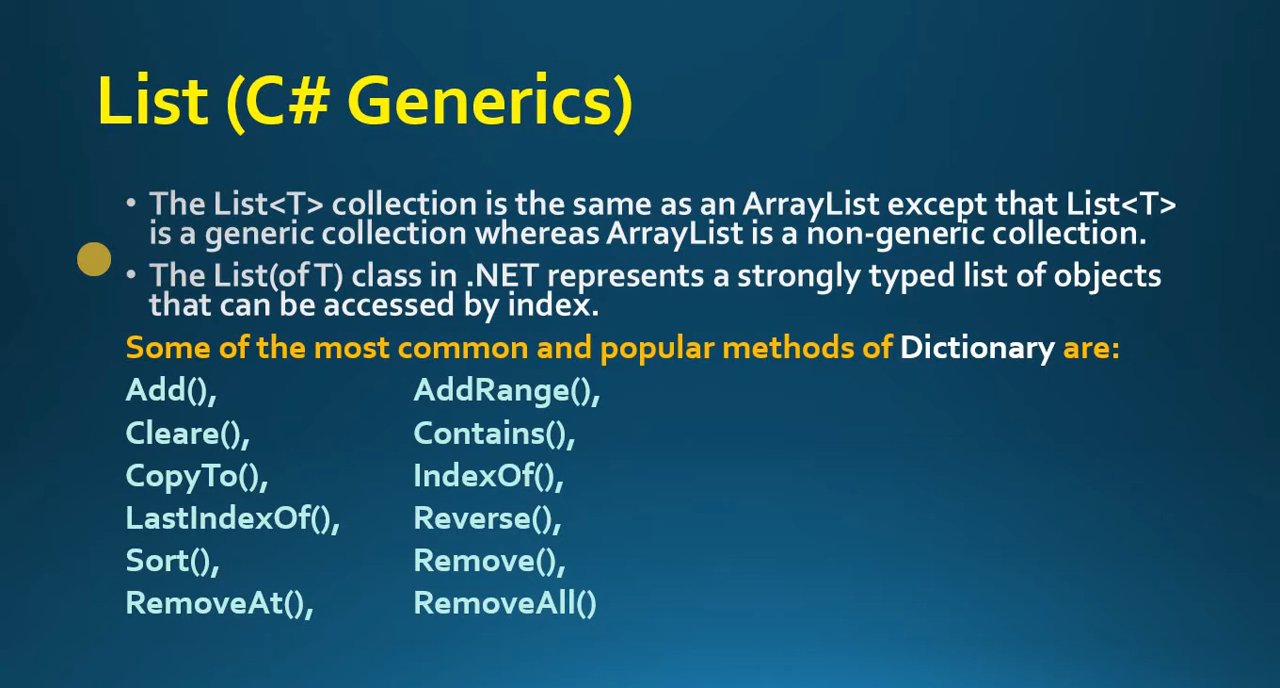 List (C# Generics)
• The List<T> collection is the same as an ArrayList except that List<T>
is a generic collection whereas ArrayList is a non-generic collection.
• The List(of T) class in .NET represents a strongly typed list of objects
that can be accessed by index.
Some of the most common and popular methods of Dictionary are:
Add(), AddRange(),
Cleare(), Contains(),
CopyTo(), IndexOf(),
LastIndexOf(), Reverse(),
Sort(), Remove(),
RemoveAt(), RemoveAll()